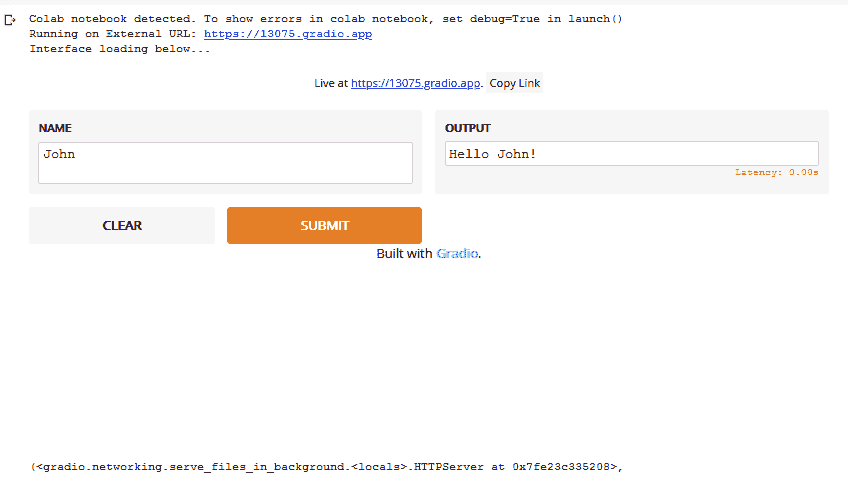 Colab notebook detected. To show errors in colab notebook, set debug=True in launch()
Running on External URL: https://13075.gradio.app
Interface loading below...
Live at https://13075.gradio.app. Copy Link
NAME
John
OUTPUT
Hello John!
Latency: 0.00s
CLEAR
SUBMIT
Built with Gradio.
(<gradio.networking.serve_files_in_background.<locals>.HTTPServer at 0x7fe23c335208>,